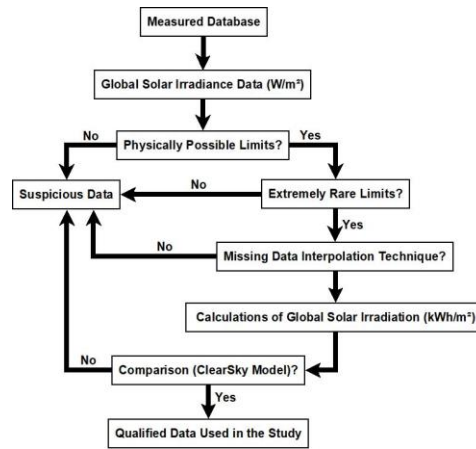 Measured Database
Global Solar Irradiance Data (W/m²)
No
Yes
Physically Possible Limits?
Suspicious Data
No
Extremely Rare Limits?
Yes
No
Missing Data Interpolation Technique?
Calculations of Global Solar Irradiation (kWh/m²)
No
Comparison (ClearSky Model)?
Yes
Qualified Data Used in the Study